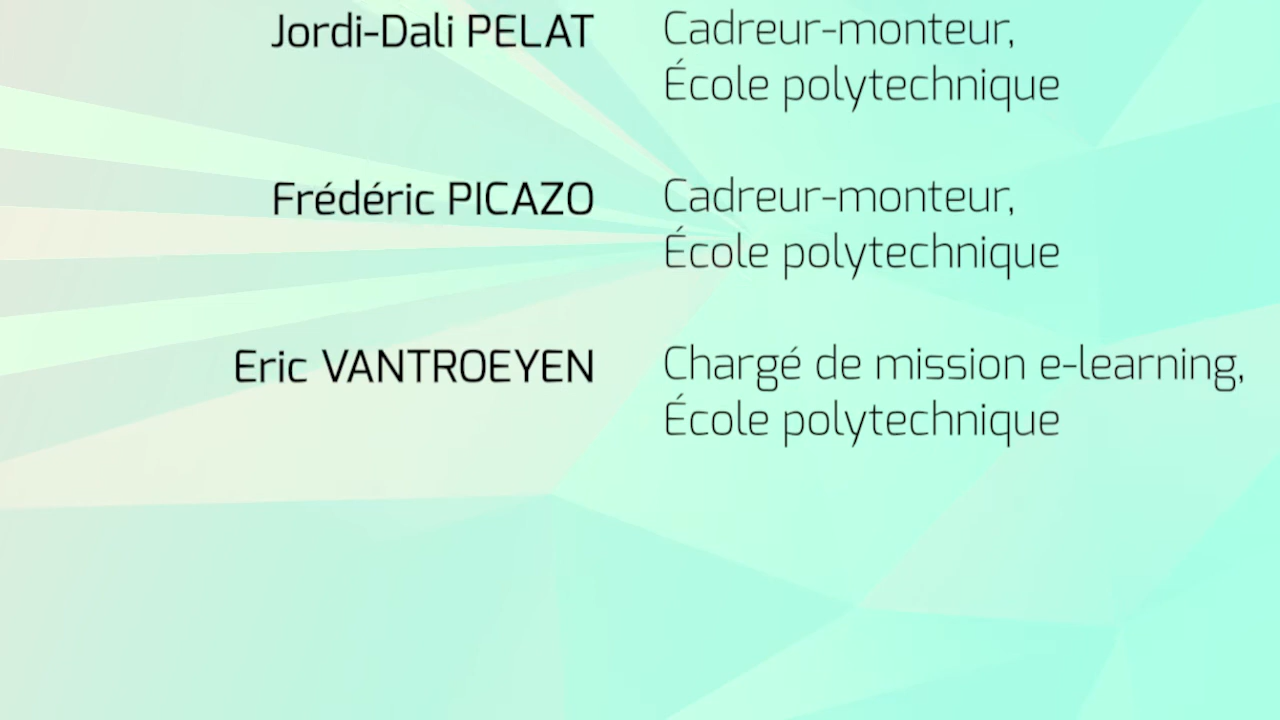 Jordi-Dali PELAT Cadreur-monteur,
École polytechnique
Frédéric PICAZO Cadreur-monteur,
École polytechnique
Eric VANTROEYEN Chargé de mission e-learning,
École polytechnique